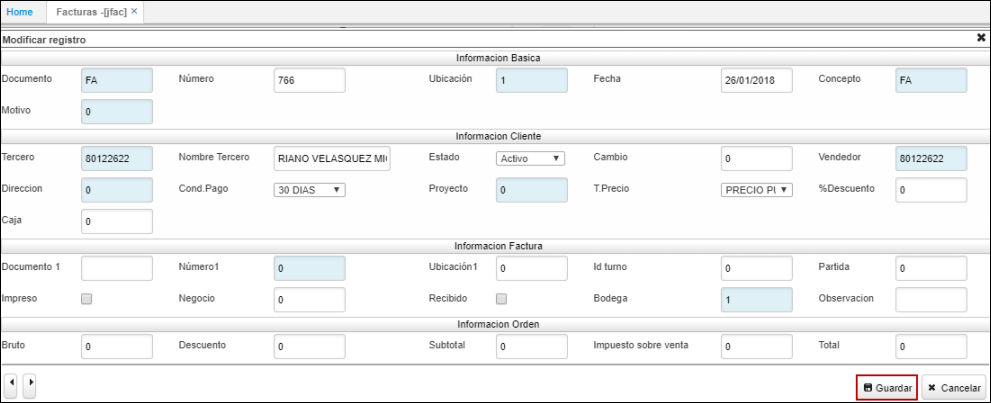 Home Facturas -[jfac] ×
Modificar registro ✖
Informacion Basica
Documento FA Número 766 Ubicación 1 Fecha 26/01/2018 Concepto FA
Motivo 0
Informacion Cliente
Tercero 80122622 Nombre Tercero RIANO VELASQUEZ MI Estado Activo Cambio 0 Vendedor 80122622
Direccion 0 Cond.Pago 30 DIAS Proyecto 0 T.Precio PRECIO %Descuento 0
Caja 0
Informacion Factura
Documento 1 Número1 0 Ubicación1 0 Id turno 0 Partida 0
Impreso Negocio 0 Recibido Bodega 1 Observacion
Informacion Orden
Bruto 0 Descuento 0 Subtotal 0 Impuesto sobre venta 0 Total 0
Guardar ✖ Cancelar